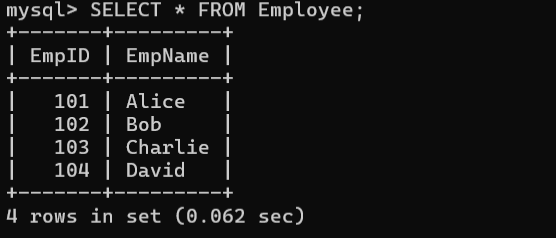 mysql> SELECT * FROM Employee;
+-------+---------+
| EmpID | EmpName |
+-------+---------+
|   101 | Alice   |
|   102 | Bob     |
|   103 | Charlie |
|   104 | David   |
+-------+---------+
4 rows in set (0.062 sec)